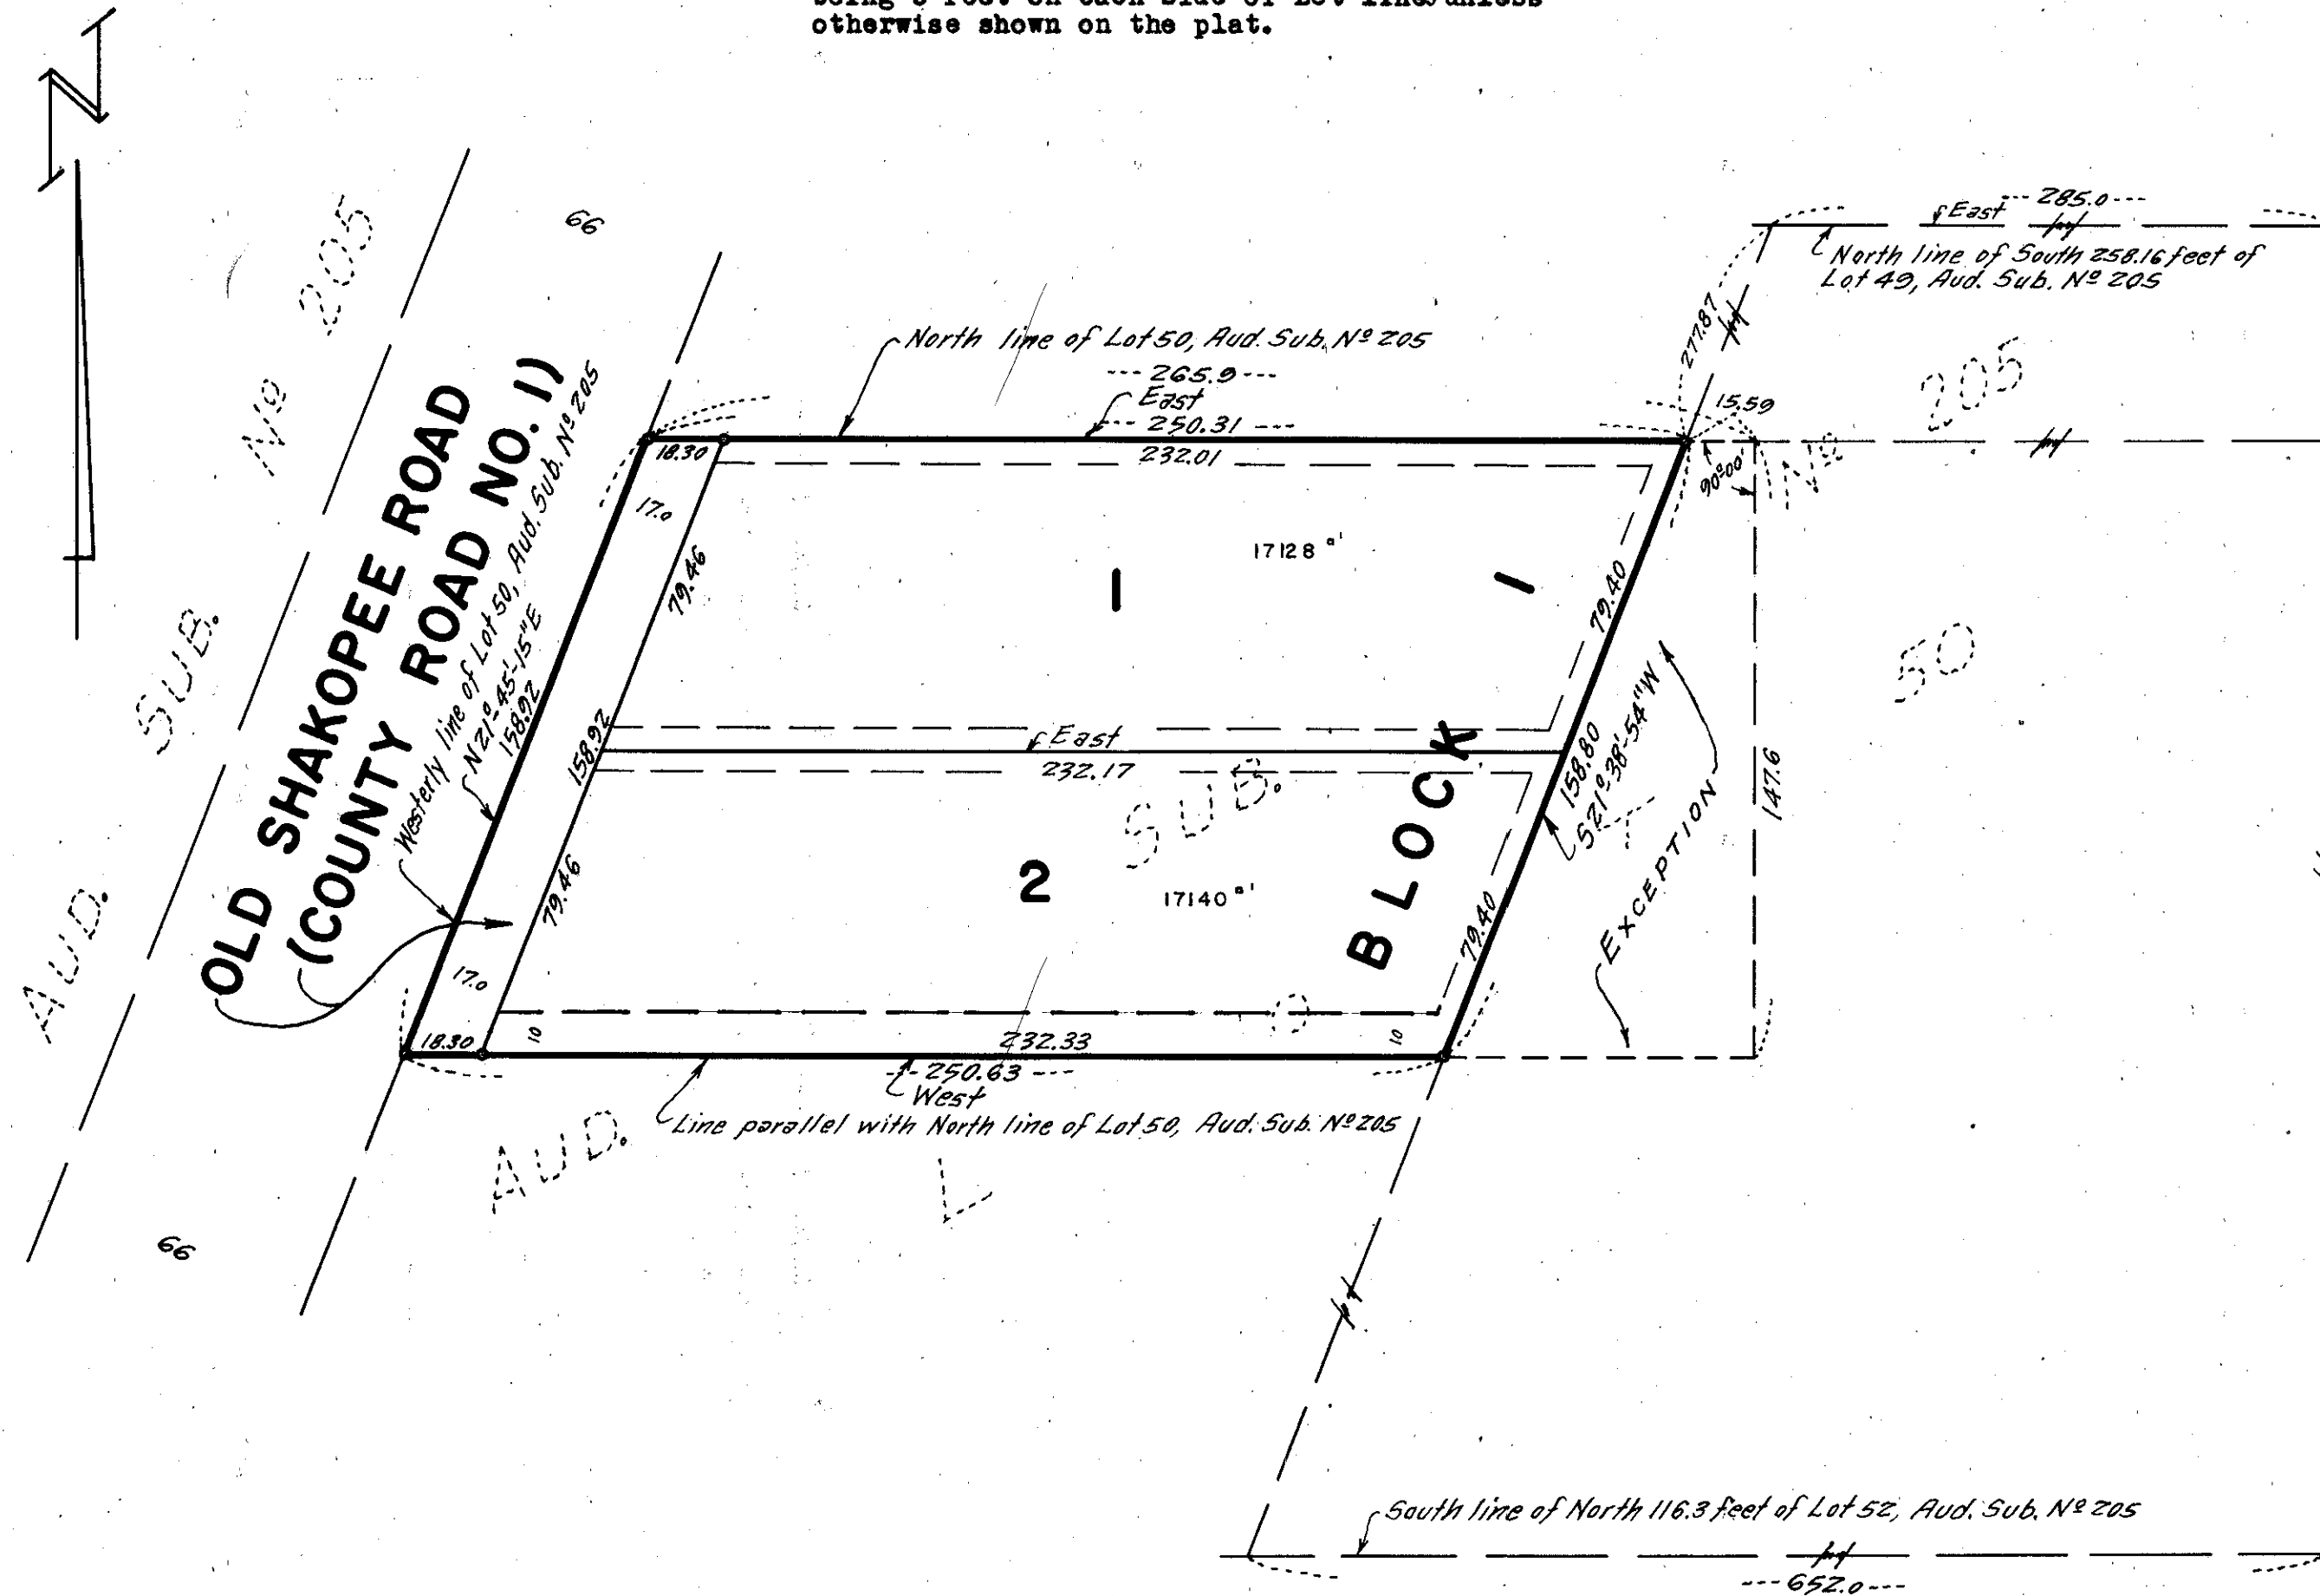 otherwise shown on the plat.
N
66
--- 285.0 ---
East
North line of South 258.16 feet of
Lot 49, Aud. Sub. Nº 205
277.87
North line of Lot 50, Aud. Sub. Nº 205
--- 265.9 ---
East
--- 250.31 ---
15.59
90°00'
18.30
232.01
17.0
17128 □'
1
79.46
79.40
OLD SHAKOPEE ROAD
(COUNTY ROAD NO. 1)
Westerly line of Lot 50, Aud. Sub. Nº 205
N21°-45'-15"E
158.92
158.92
East
232.17
158.80
S21°-38'-54"W
147.6
EXCEPTION
BLOCK 1
2
17140 □'
79.46
79.40
17.0
18.30
10
232.33
10
--- 250.63 ---
West
Line parallel with North line of Lot 50, Aud. Sub. Nº 205
AUD. SUB. Nº 205
AUD. SUB. Nº 205
50
66
South line of North 116.3 feet of Lot 52, Aud. Sub. Nº 205
--- 652.0 ---